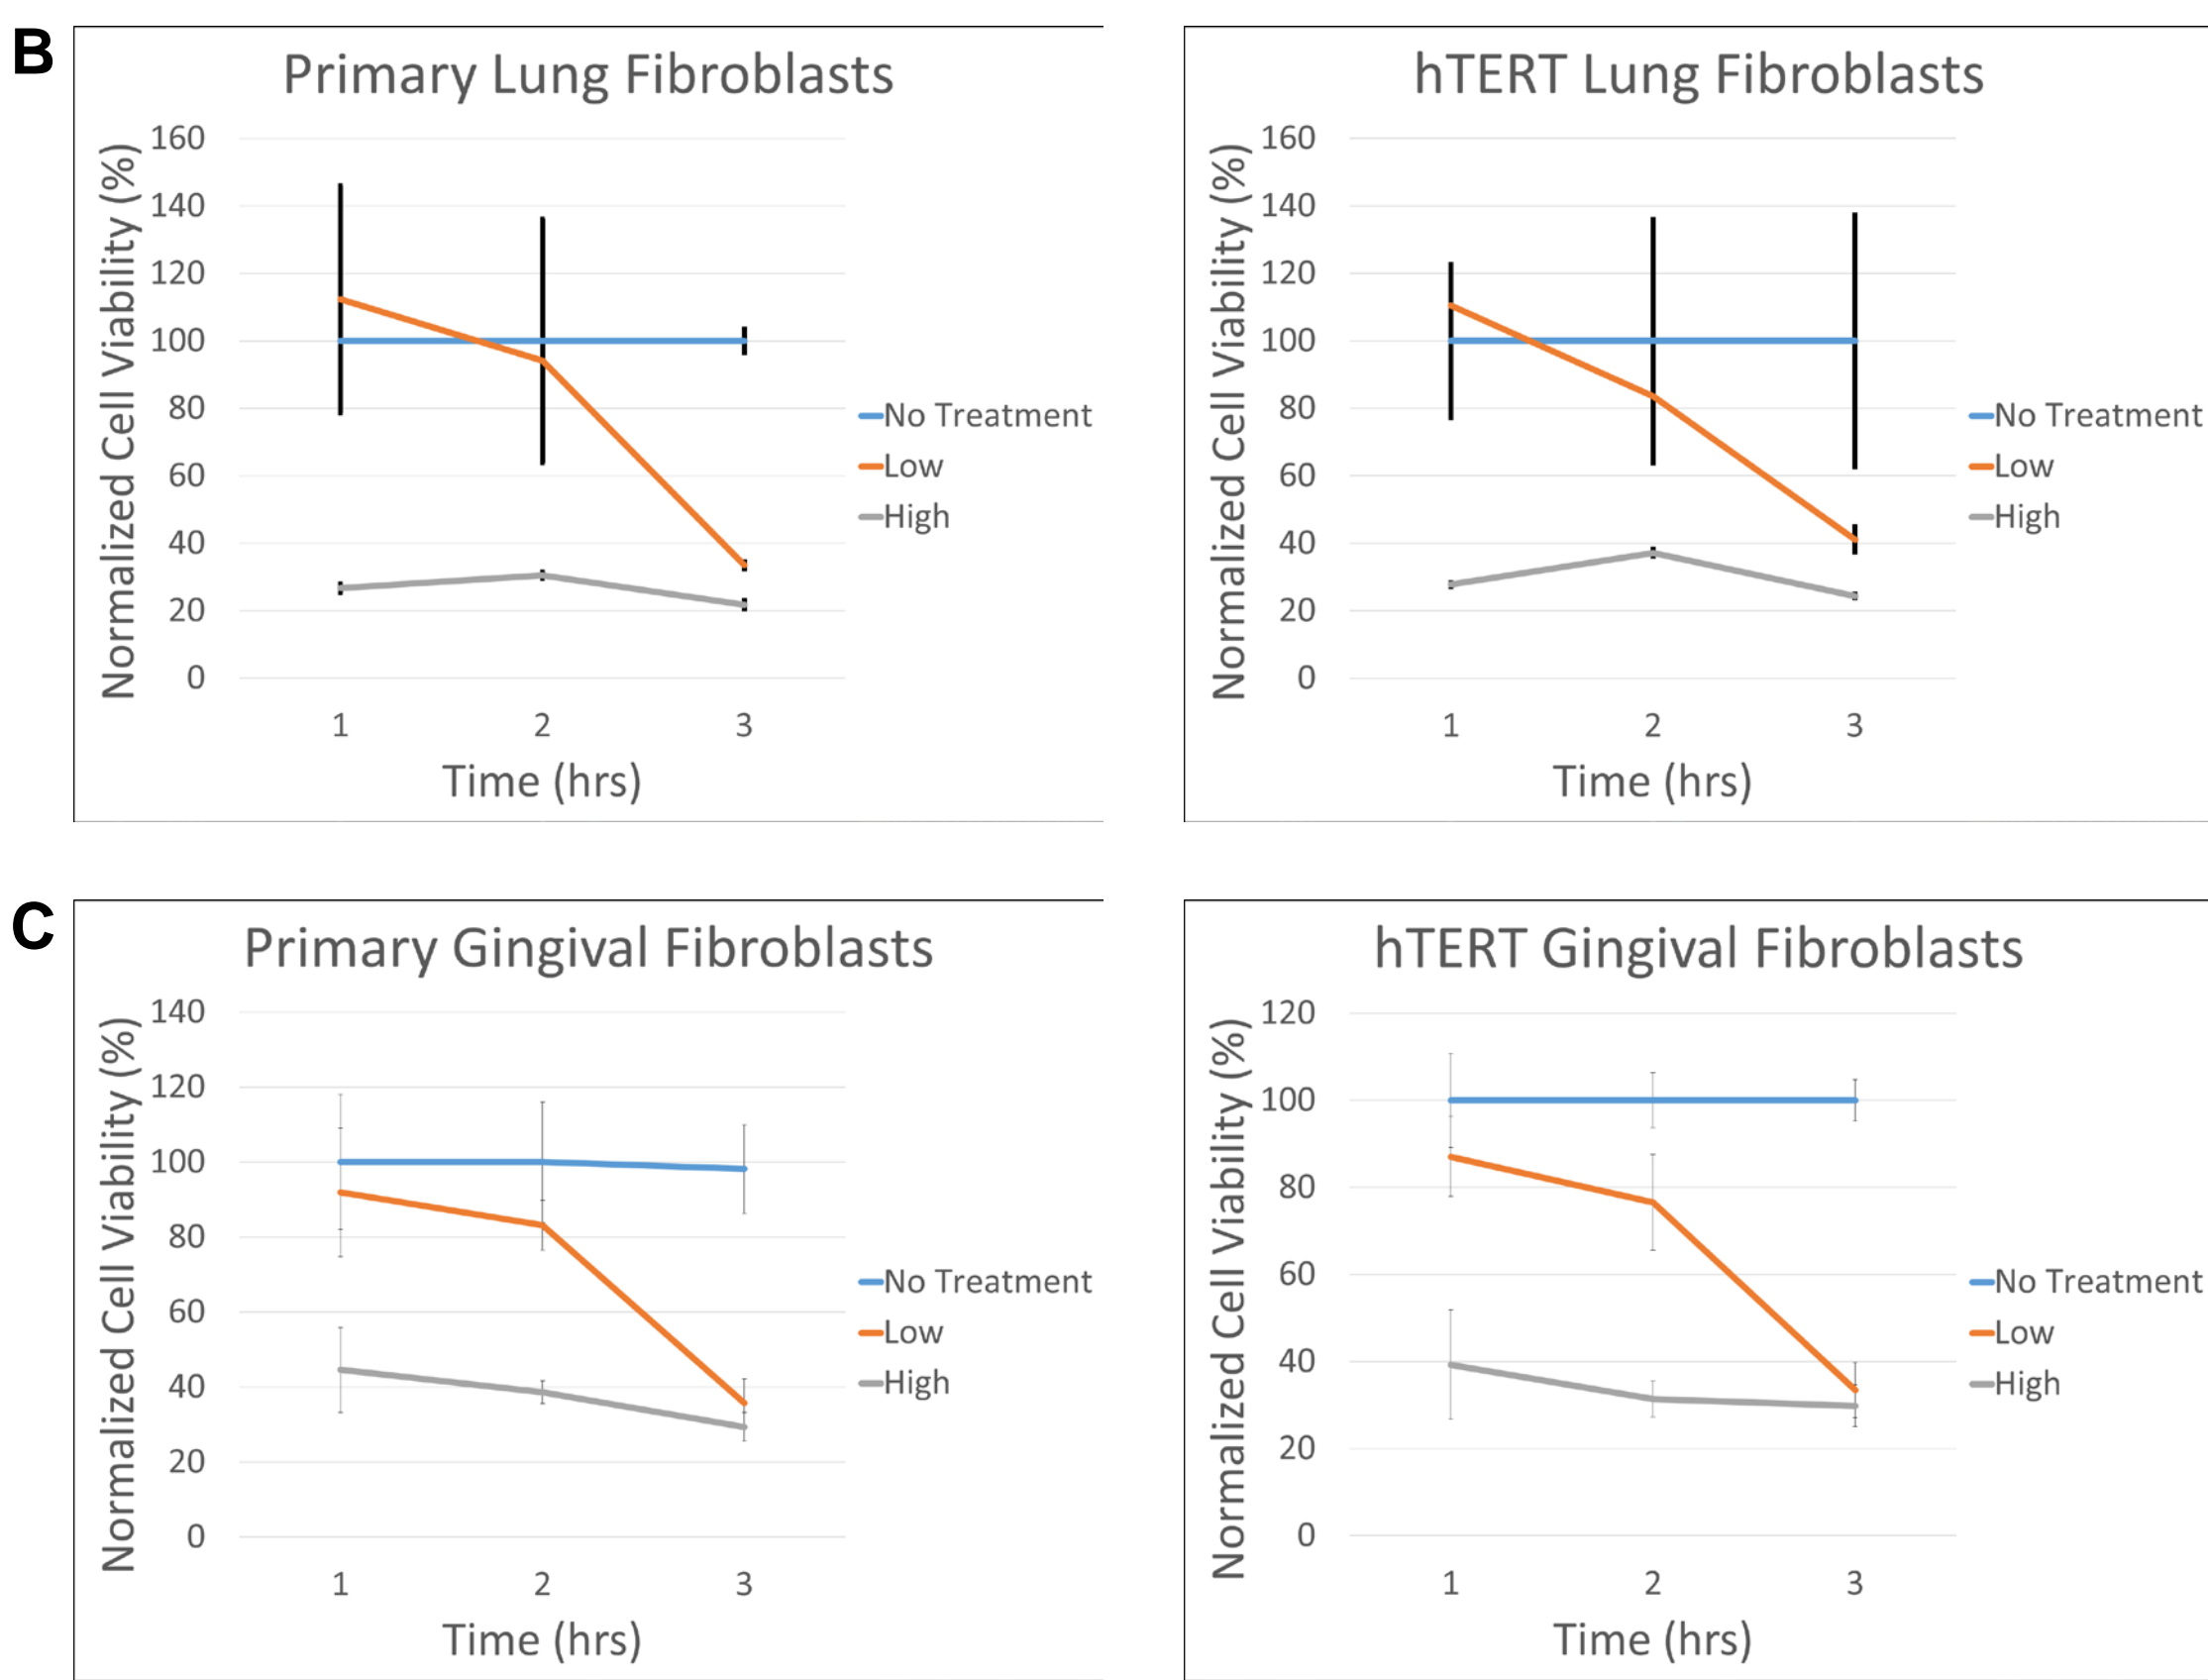 B
Primary Lung Fibroblasts
Normalized Cell Viability (%)
160
140
120
100
80
60
40
20
0
1 2 3
Time (hrs)
No Treatment
Low
High
hTERT Lung Fibroblasts
Normalized Cell Viability (%)
160
140
120
100
80
60
40
20
0
1 2 3
Time (hrs)
No Treatment
Low
High
C
Primary Gingival Fibroblasts
Normalized Cell Viability (%)
140
120
100
80
60
40
20
0
1 2 3
Time (hrs)
No Treatment
Low
High
hTERT Gingival Fibroblasts
Normalized Cell Viability (%)
120
100
80
60
40
20
0
1 2 3
Time (hrs)
No Treatment
Low
High